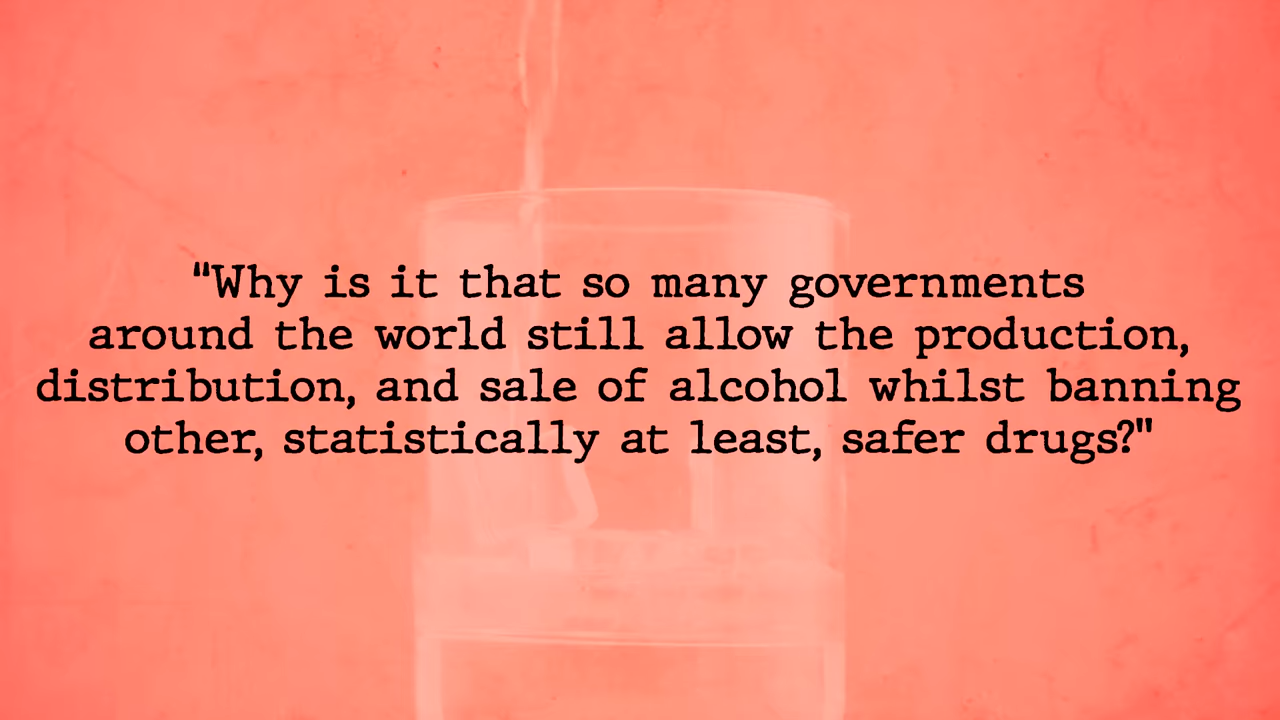 "Why is it that so many governments
around the world still allow the production,
distribution, and sale of alcohol whilst banning
other, statistically at least, safer drugs?"